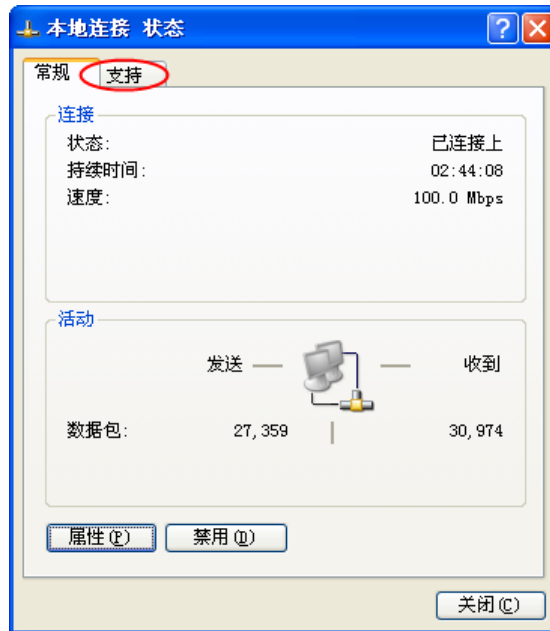 本地连接 状态
常规 支持
连接
状态: 已连接上
持续时间: 02:44:08
速度: 100.0 Mbps
活动
发送 收到
数据包: 27,359 30,974
属性(P) 禁用(D)
关闭(C)